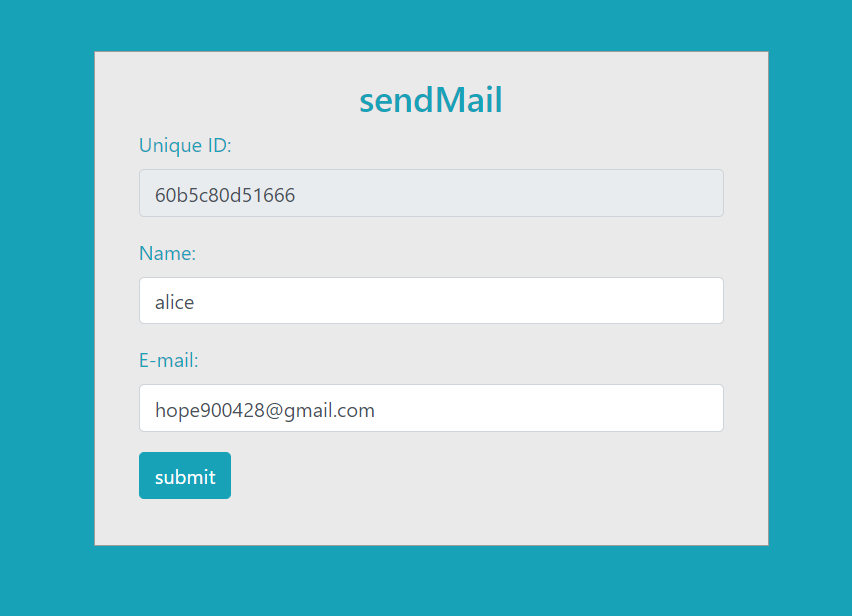 sendMail
Unique ID:
60b5c80d51666
Name:
alice
E-mail:
hope900428@gmail.com
submit